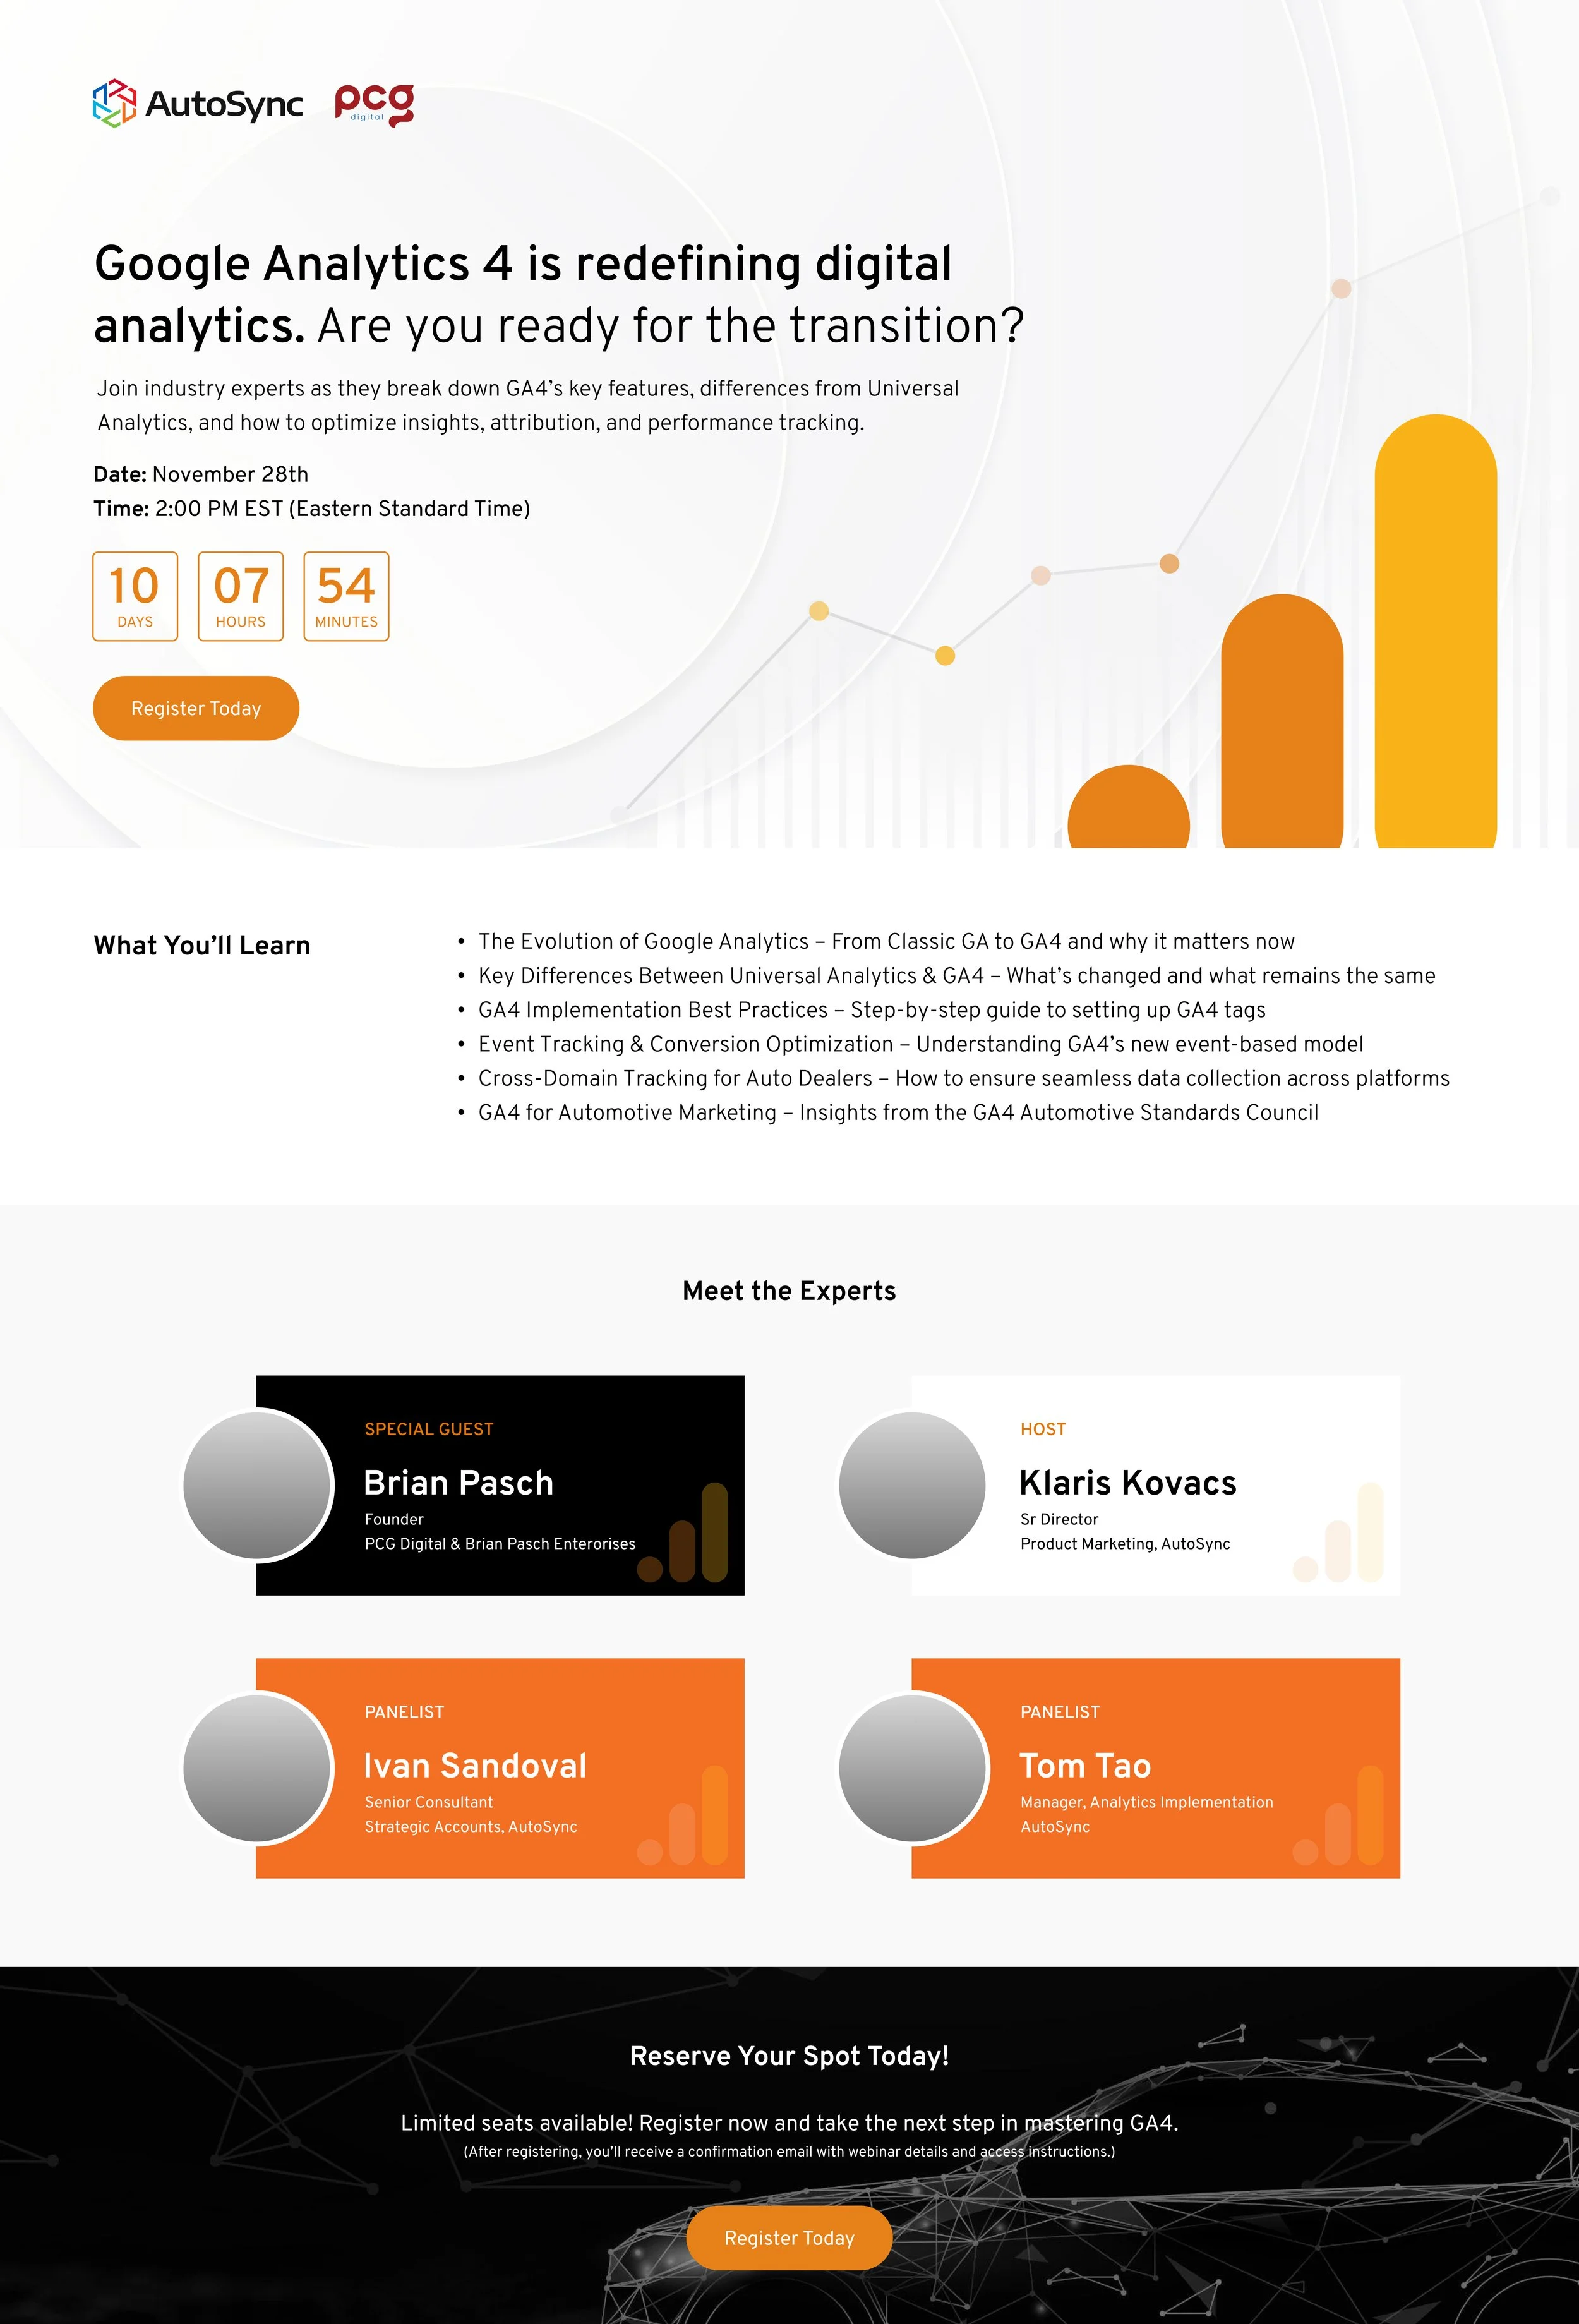 AutoSync
pcg
digital
Google Analytics 4 is redefining digital
analytics. Are you ready for the transition?
Join industry experts as they break down GA4’s key features, differences from Universal
Analytics, and how to optimize insights, attribution, and performance tracking.
Date: November 28th
Time: 2:00 PM EST (Eastern Standard Time)
10 07 54
DAYS HOURS MINUTES
Register Today
What You’ll Learn
• The Evolution of Google Analytics – From Classic GA to GA4 and why it matters now
• Key Differences Between Universal Analytics & GA4 – What’s changed and what remains the same
• GA4 Implementation Best Practices – Step-by-step guide to setting up GA4 tags
• Event Tracking & Conversion Optimization – Understanding GA4’s new event-based model
• Cross-Domain Tracking for Auto Dealers – How to ensure seamless data collection across platforms
• GA4 for Automotive Marketing – Insights from the GA4 Automotive Standards Council
Meet the Experts
SPECIAL GUEST
Brian Pasch
Founder
PCG Digital & Brian Pasch Enterorises
HOST
Klaris Kovacs
Sr Director
Product Marketing, AutoSync
PANELIST
Ivan Sandoval
Senior Consultant
Strategic Accounts, AutoSync
PANELIST
Tom Tao
Manager, Analytics Implementation
AutoSync
Reserve Your Spot Today!
Limited seats available! Register now and take the next step in mastering GA4.
(After registering, you’ll receive a confirmation email with webinar details and access instructions.)
Register Today